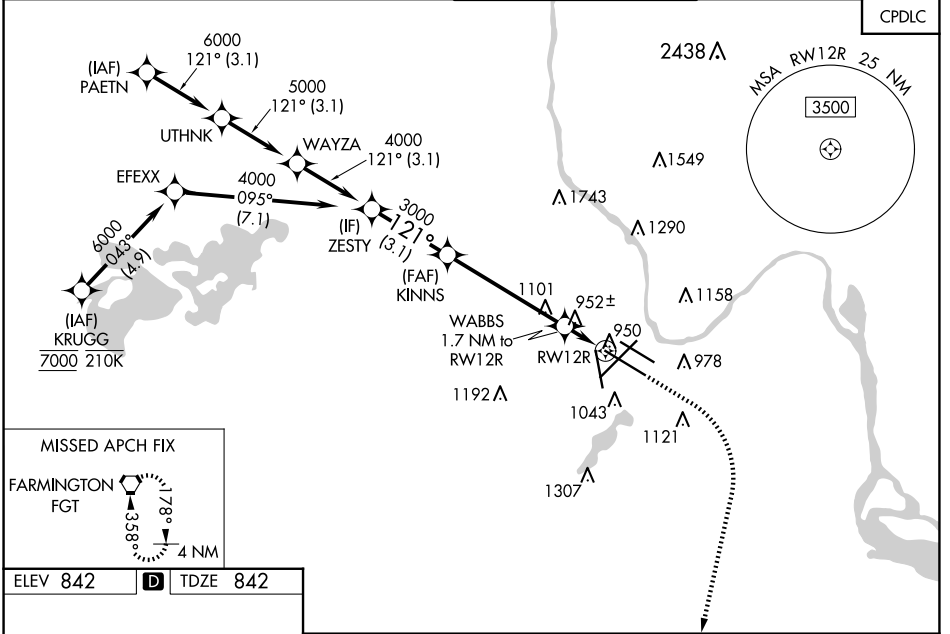 CPDLC
MSA RW12R 25 NM
3500
2438
1549
1743
1290
1158
6000
121° (3.1)
(IAF)
PAETN
5000
121° (3.1)
UTHNK
WAYZA
4000
121° (3.1)
EFEXX
4000
095°
(7.1)
(IF)
ZESTY
3000
121°
(3.1)
6000
043°
(4.9)
(FAF)
KINNS
(IAF)
KRUGG
7000 210K
1101
952±
WABBS
1.7 NM to
RW12R
RW12R
950
978
1192
1043
1121
1307
MISSED APCH FIX
FARMINGTON
FGT
178°
358°
4 NM
ELEV 842
D
TDZE 842